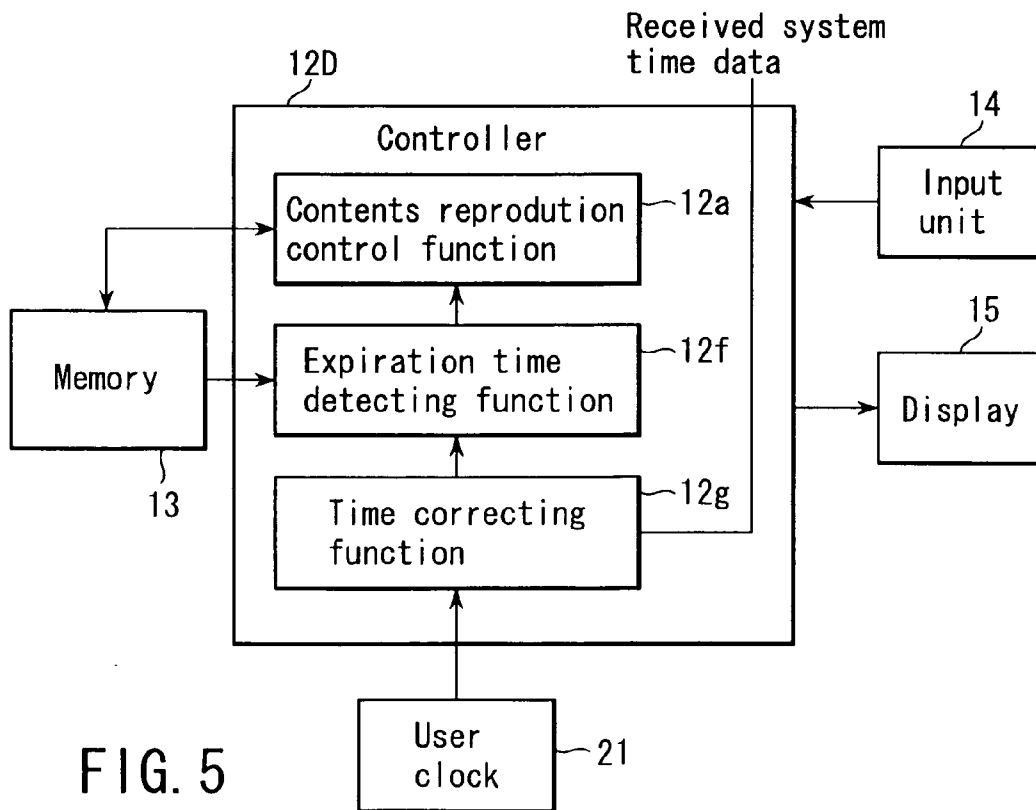 Received system
time data
12D
Controller
14
Input
unit
Contents reprodution
control function
12a
15
Memory
Expiration time
detecting function
12f
Display
13
12g
Time correcting
function
User
clock
21
FIG. 5